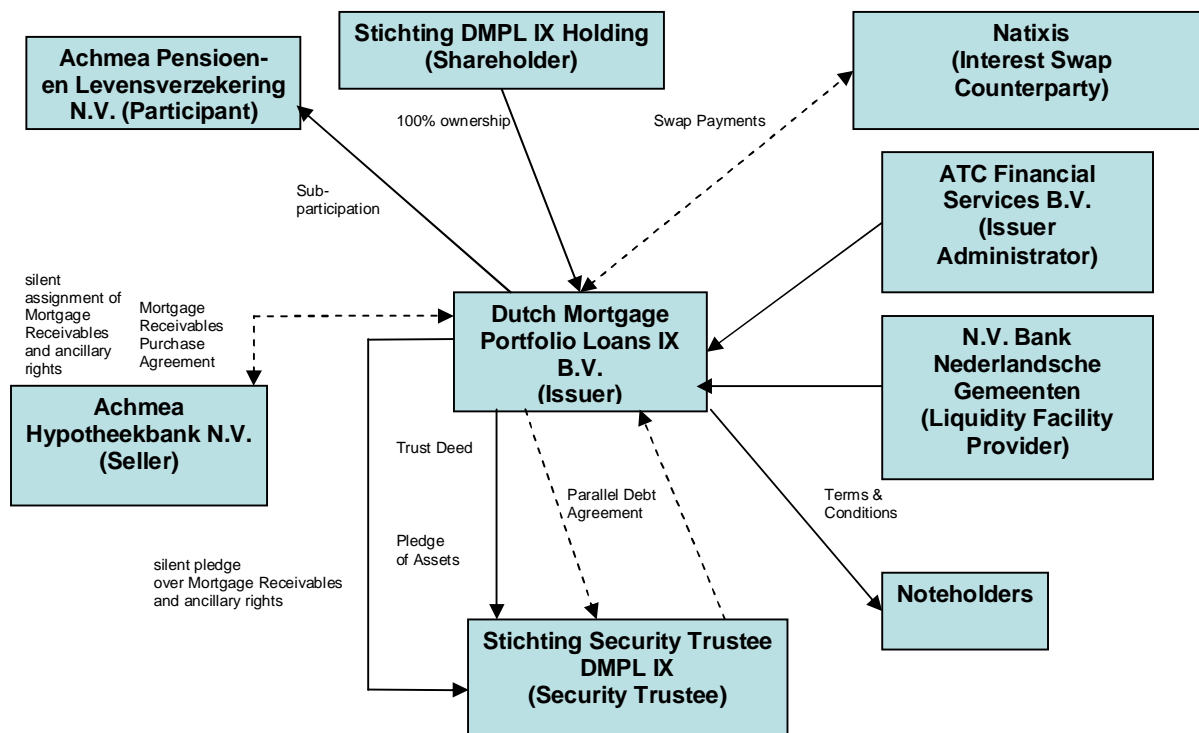 Stichting DMPL IX Holding
(Shareholder)
Achmea Pensioen-
en Levensverzekering
N.V. (Participant)
Natixis
(Interest Swap
Counterparty)
100% ownership
Swap Payments
Sub-
participation
ATC Financial
Services B.V.
(Issuer
Administrator)
silent
assignment of
Mortgage
Receivables
and ancillary
rights
Mortgage
Receivables
Purchase
Agreement
Dutch Mortgage
Portfolio Loans IX
B.V.
(Issuer)
N.V. Bank
Nederlandsche
Gemeenten
(Liquidity Facility
Provider)
Achmea
Hypotheekbank N.V.
(Seller)
Trust Deed
Parallel Debt
Agreement
Terms &
Conditions
Pledge
of Assets
silent pledge
over Mortgage Receivables
and ancillary rights
Noteholders
Stichting Security Trustee
DMPL IX
(Security Trustee)